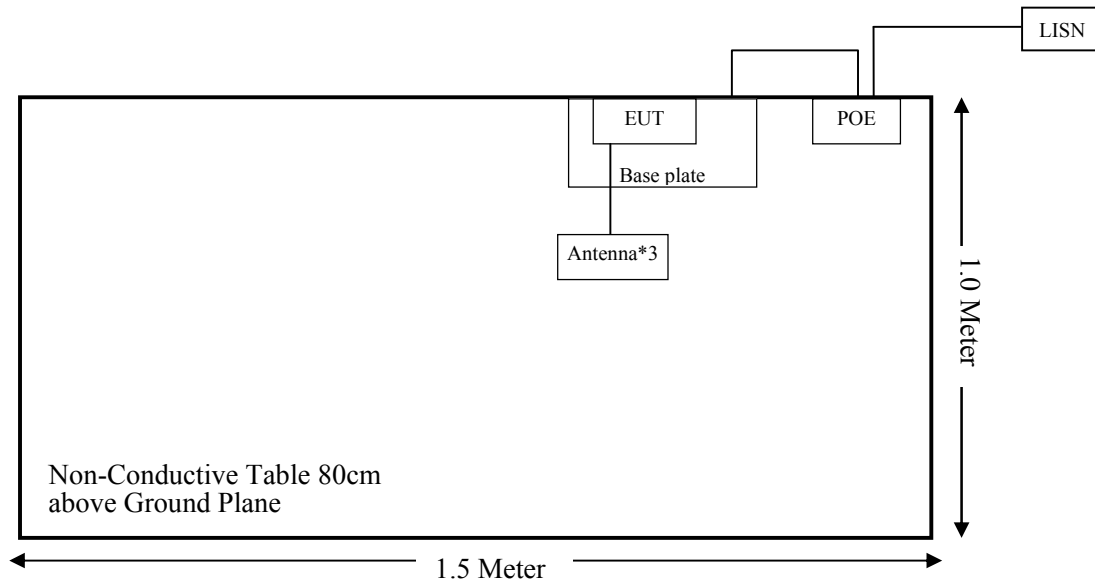 LISN
EUT
POE
Base plate
Antenna*3
1.0 Meter
Non-Conductive Table 80cm
above Ground Plane
1.5 Meter